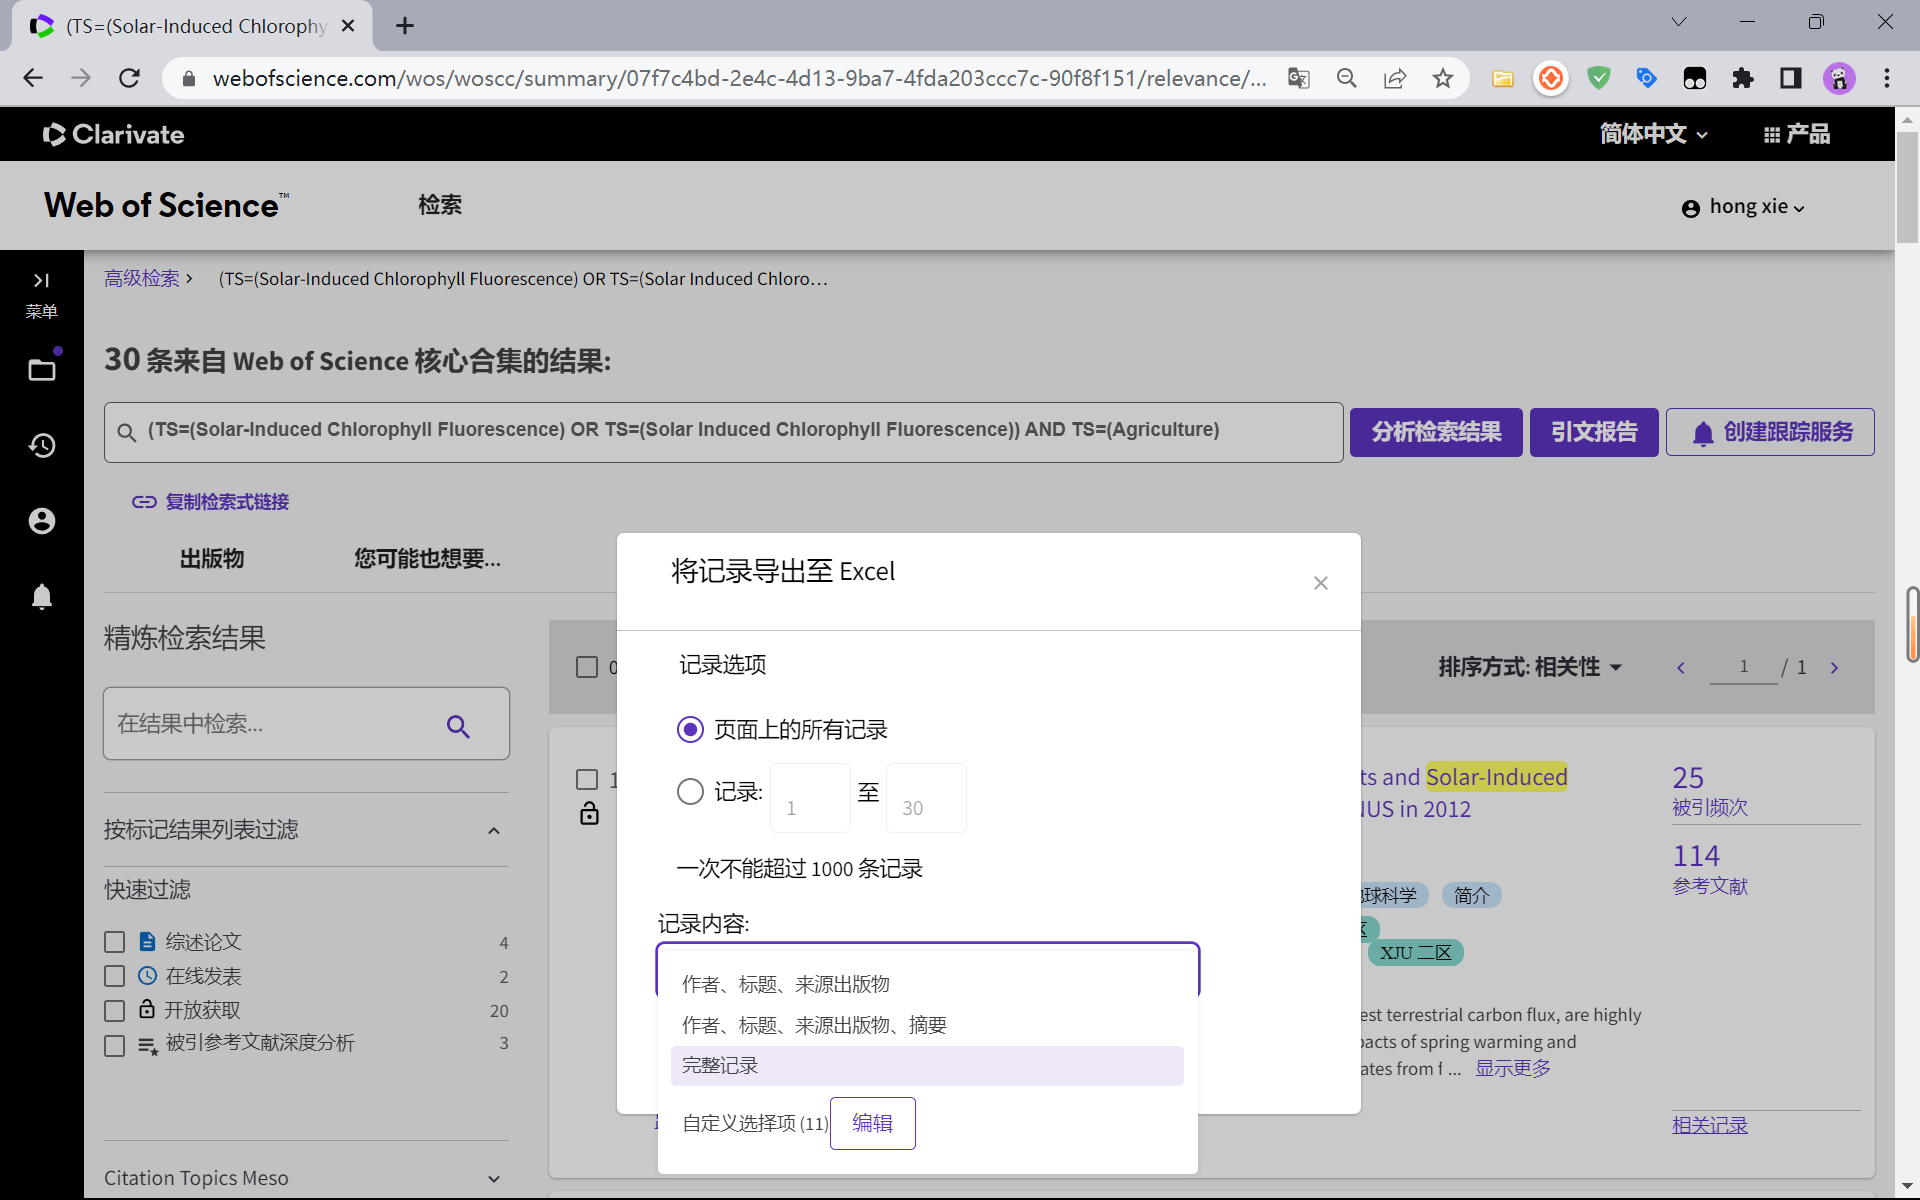 (TS=(Solar-Induced Chlorophy
webofscience.com/wos/woscc/summary/07f7c4bd-2e4c-4d13-9ba7-4fda203ccc7c-90f8f151/relevance/...
Clarivate
简体中文
产品
Web of Science™
检索
hong xie
菜单
高级检索 > (TS=(Solar-Induced Chlorophyll Fluorescence) OR TS=(Solar Induced Chloro…
30 条来自 Web of Science 核心合集的结果:
(TS=(Solar-Induced Chlorophyll Fluorescence) OR TS=(Solar Induced Chlorophyll Fluorescence)) AND TS=(Agriculture)
分析检索结果
引文报告
创建跟踪服务
复制检索式链接
出版物
您可能也想要...
精炼检索结果
在结果中检索...
按标记结果列表过滤
快速过滤
综述论文 4
在线发表 2
开放获取 20
被引参考文献深度分析 3
Citation Topics Meso
将记录导出至 Excel
记录选项
页面上的所有记录
记录: 1 至 30
一次不能超过 1000 条记录
记录内容:
作者、标题、来源出版物
作者、标题、来源出版物、摘要
完整记录
自定义选择项 (11) 编辑
排序方式: 相关性
1 / 1
ts and Solar-Induced
NUS in 2012
球科学
简介
区
XJU 二区
est terrestrial carbon flux, are highly
pacts of spring warming and
ates from f ... 显示更多
25
被引频次
114
参考文献
相关记录